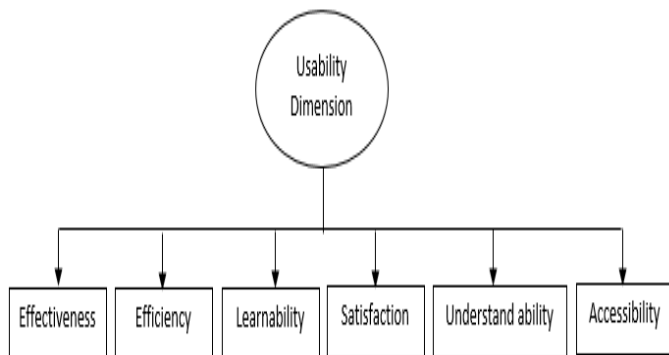 Usability
Dimension
Effectiveness
Efficiency
Learnability
Satisfaction
Understand ability
Accessibility